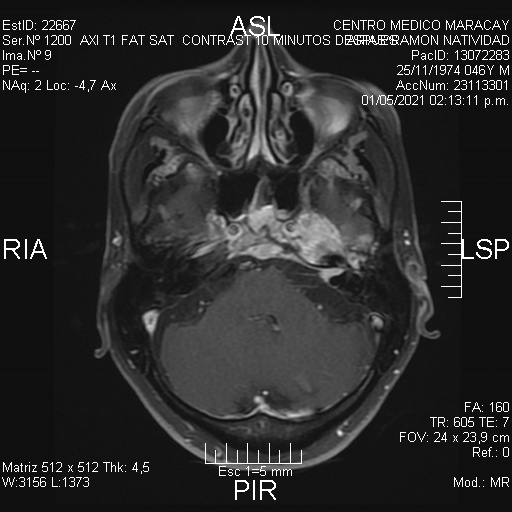 EstID: 22667
ASL
CENTRO MEDICO MARACAY
Ser.Nº 1200 AXI T1 FAT SAT CONTRAST 10 MINUTOS RAMON NATIVIDAD
Ima.Nº 9
PacID: 13072283
PE= --
25/11/1974 046Y M
NAq: 2 Loc: -4,7 Ax
AccNum: 23113301
01/05/2021 02:13:11 p.m.
RIA
LSP
FA: 160
TR: 605 TE: 7
FOV: 24 x 23,9 cm
Ref.: 0
Matriz 512 x 512 Thk: 4,5
Esc 1=5 mm
W:3156 L:1373
PIR
Mod.: MR